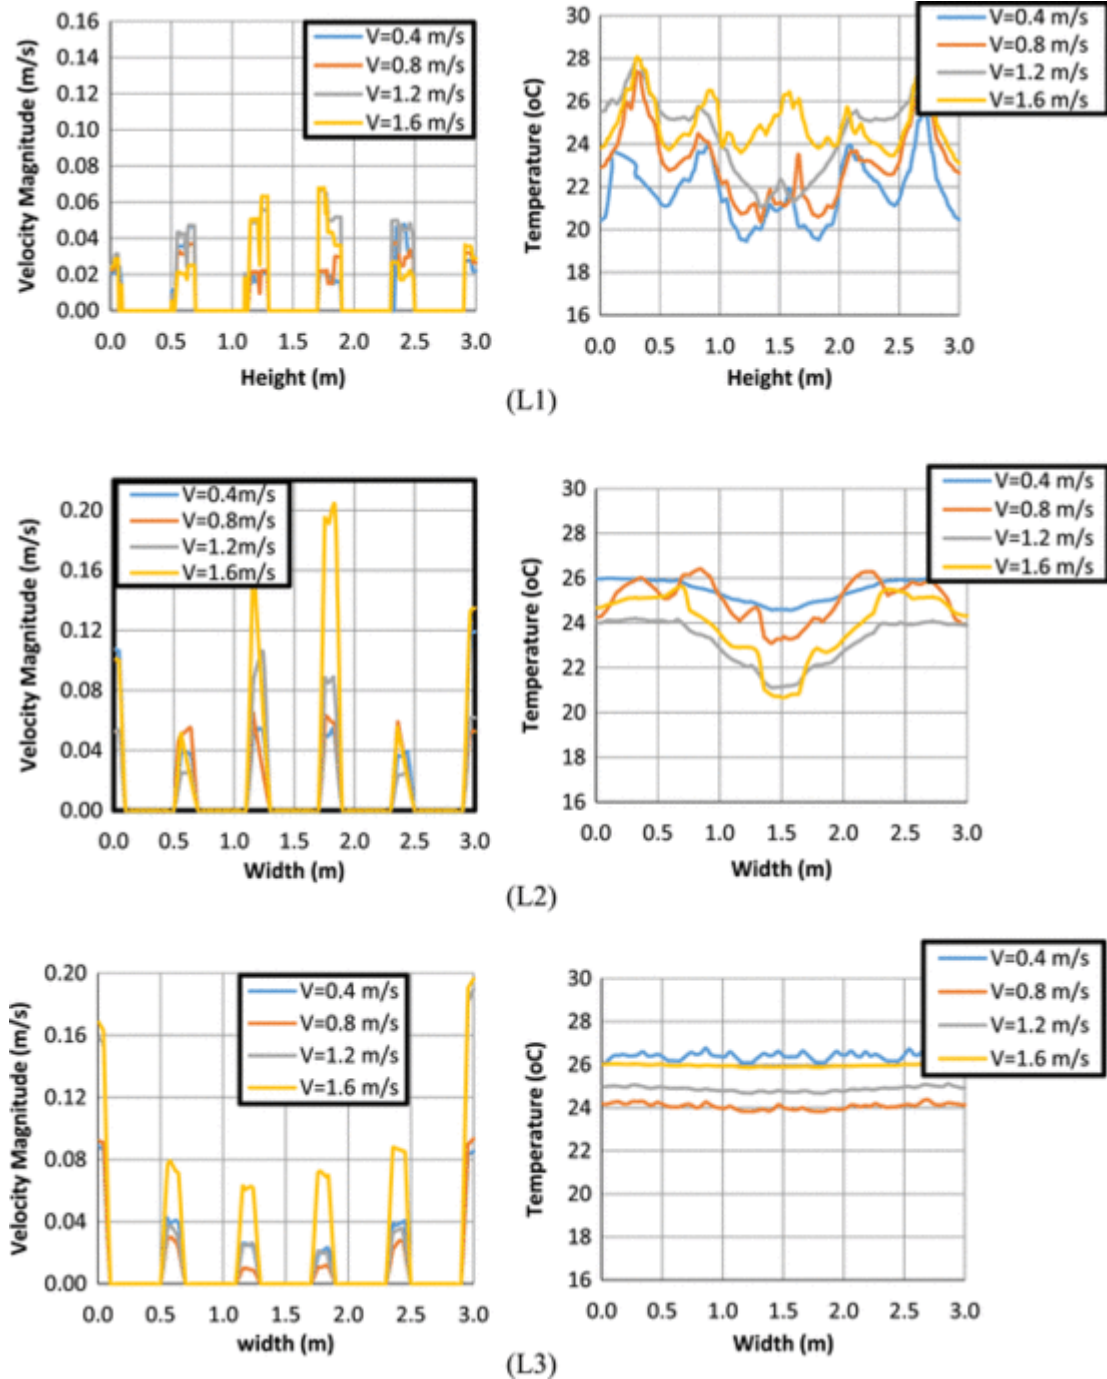 Velocity Magnitude (m/s)
0.16
0.14
0.12
0.10
0.08
0.06
0.04
0.02
0.00
V=0.4 m/s
V=0.8 m/s
V=1.2 m/s
V=1.6 m/s
0.0 0.5 1.0 1.5 2.0 2.5 3.0
Height (m)
Temperature (oC)
30
28
26
24
22
20
18
16
V=0.4 m/s
V=0.8 m/s
V=1.2 m/s
V=1.6 m/s
0.0 0.5 1.0 1.5 2.0 2.5 3.0
Height (m)
(L1)
Velocity Magnitude (m/s)
0.20
0.16
0.12
0.08
0.04
0.00
V=0.4m/s
V=0.8m/s
V=1.2m/s
V=1.6m/s
0.0 0.5 1.0 1.5 2.0 2.5 3.0
Width (m)
Temperature (oC)
30
28
26
24
22
20
18
16
V=0.4 m/s
V=0.8 m/s
V=1.2 m/s
V=1.6 m/s
0.0 0.5 1.0 1.5 2.0 2.5 3.0
Width (m)
(L2)
Velocity Magnitude (m/s)
0.20
0.16
0.12
0.08
0.04
0.00
V=0.4 m/s
V=0.8 m/s
V=1.2 m/s
V=1.6 m/s
0.0 0.5 1.0 1.5 2.0 2.5 3.0
width (m)
Temperature (oC)
30
28
26
24
22
20
18
16
V=0.4 m/s
V=0.8 m/s
V=1.2 m/s
V=1.6 m/s
0.0 0.5 1.0 1.5 2.0 2.5 3.0
Width (m)
(L3)